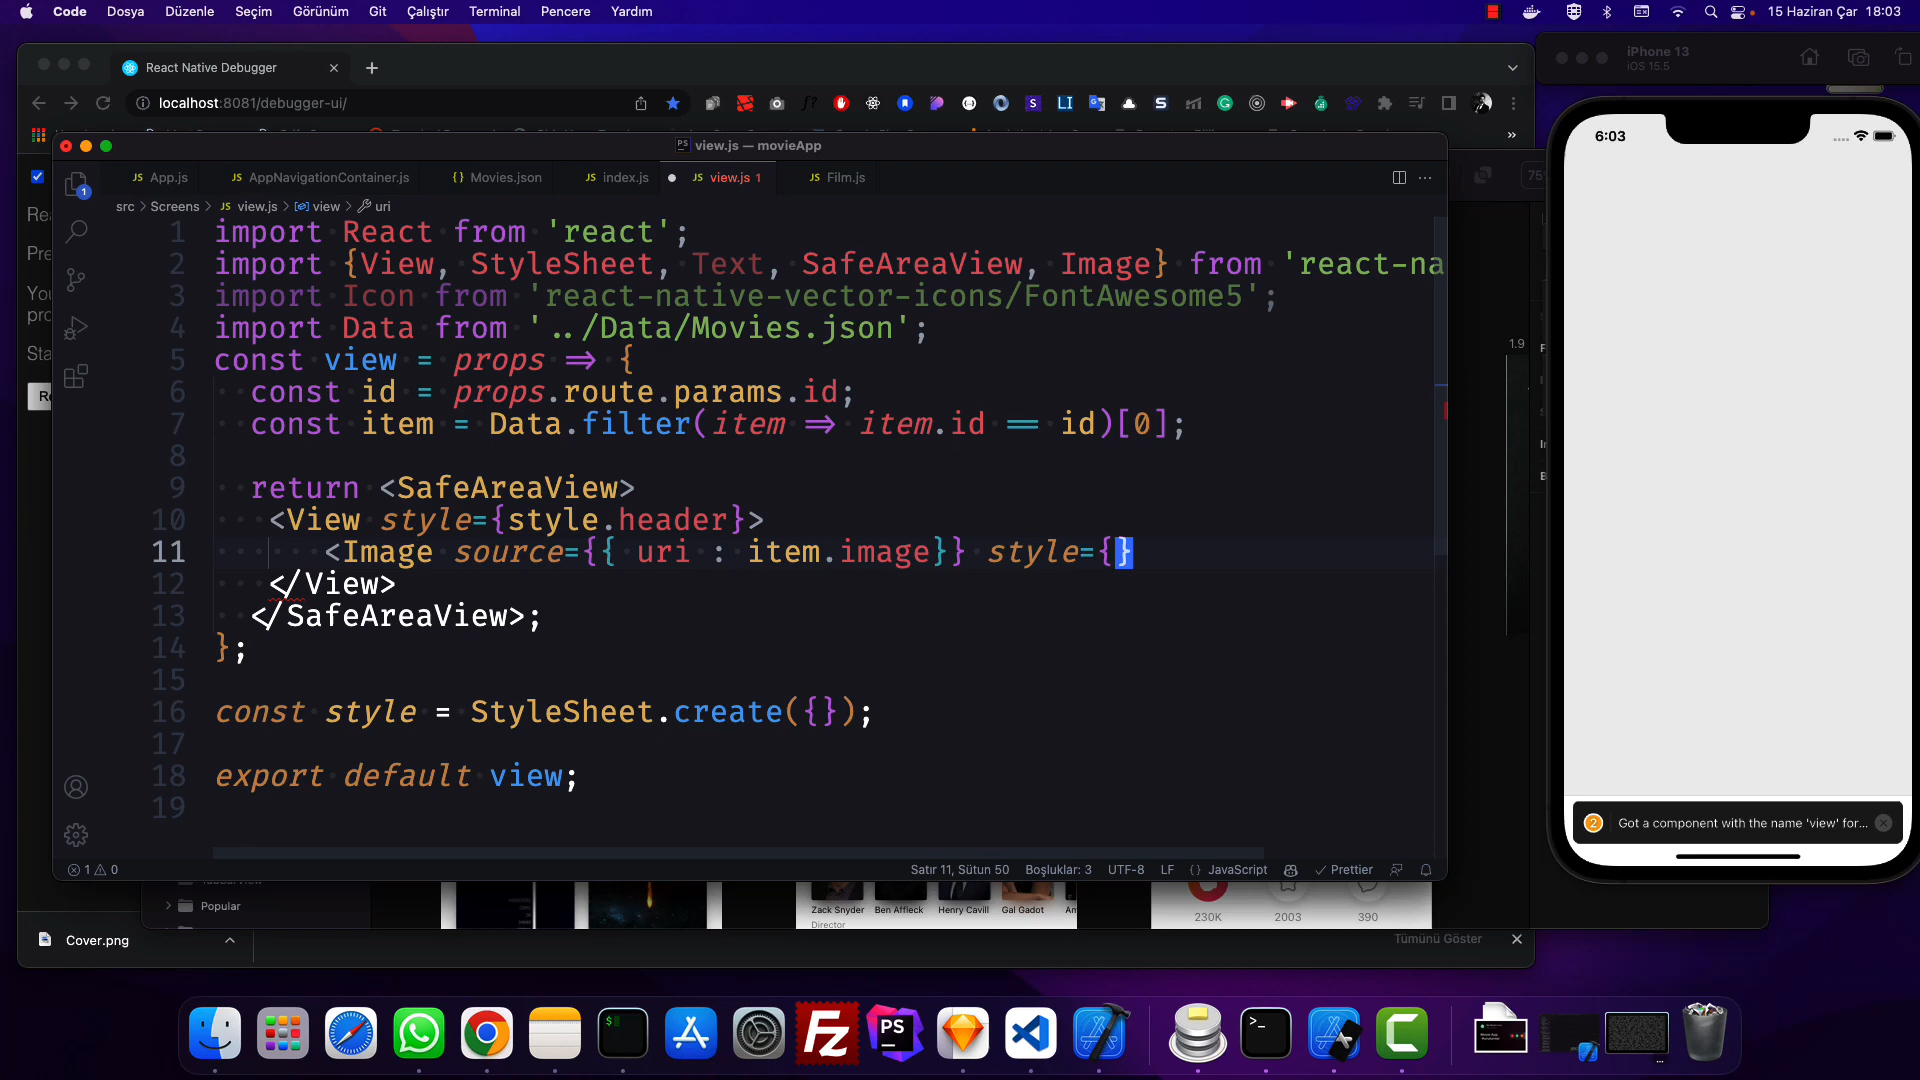 Code Dosya Düzenle Seçim Görünüm Git Çalıştır Terminal Pencere Yardım 15 Haziran Çar 18:03
React Native Debugger
iPhone 13
iOS 15.5
localhost:8081/debugger-ui/
6:03
view.js — movieApp
App.js AppNavigationContainer.js Movies.json index.js view.js 1 Film.js
src > Screens > view.js > view > uri
1 import React from 'react';
2 import {View, StyleSheet, Text, SafeAreaView, Image} from 'react-na
3 import Icon from 'react-native-vector-icons/FontAwesome5';
4 import Data from '../Data/Movies.json';
5 const view = props => {
6 const id = props.route.params.id;
7 const item = Data.filter(item => item.id == id)[0];
8
9 return <SafeAreaView>
10 <View style={style.header}>
11 <Image source={{ uri : item.image}} style={}
12 </View>
13 </SafeAreaView>;
14 };
15
16 const style = StyleSheet.create({});
17
18 export default view;
19
1.9
2 Got a component with the name 'view' for...
1 0 Satır 11, Sütun 50 Boşluklar: 3 UTF-8 LF {} JavaScript Prettier
Popular
Zack Snyder Ben Affleck Henry Cavill Gal Gadot
Director
230K 2003 390
Cover.png
Tümünü Göster